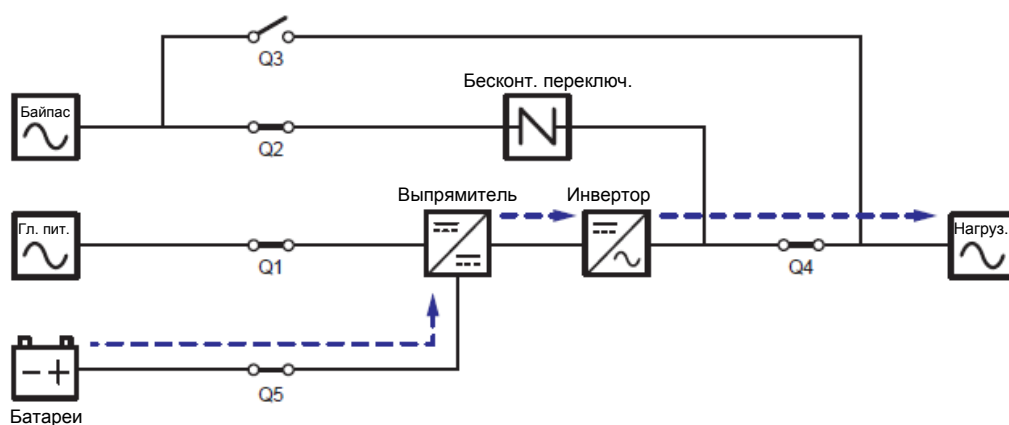 Q3
Бесконт. переключ.
Байпас
Q2
Выпрямитель
Инвертор
Гл. пит.
Нагруз.
Q1
Q4
Q5
Батареи